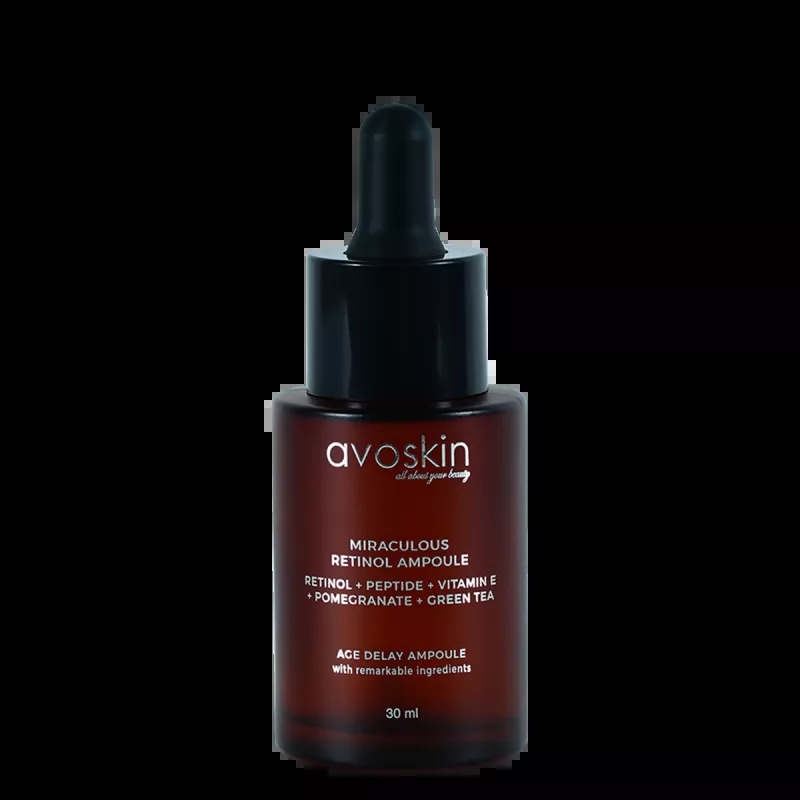 avoskin
all about your beauty
MIRACULOUS
RETINOL AMPOULE
RETINOL + PEPTIDE + VITAMIN E
+ POMEGRANATE + GREEN TEA
AGE DELAY AMPOULE
with remarkable ingredients
30 ml